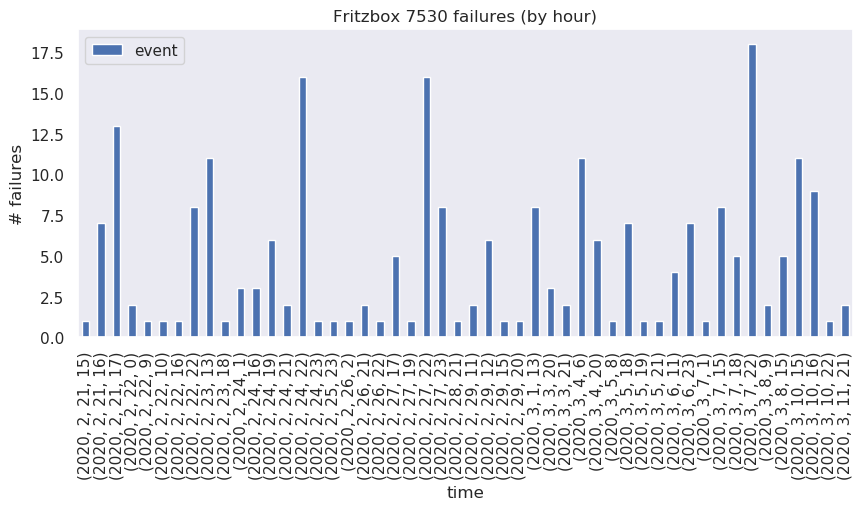 Fritzbox 7530 failures (by hour)
event
# failures
17.5
15.0
12.5
10.0
7.5
5.0
2.5
0.0
(2020, 2, 21, 15)
(2020, 2, 21, 16)
(2020, 2, 21, 17)
(2020, 2, 22, 0)
(2020, 2, 22, 9)
(2020, 2, 22, 10)
(2020, 2, 22, 16)
(2020, 2, 22, 22)
(2020, 2, 23, 13)
(2020, 2, 23, 18)
(2020, 2, 24, 1)
(2020, 2, 24, 16)
(2020, 2, 24, 19)
(2020, 2, 24, 21)
(2020, 2, 24, 22)
(2020, 2, 24, 23)
(2020, 2, 25, 23)
(2020, 2, 26, 2)
(2020, 2, 26, 21)
(2020, 2, 26, 22)
(2020, 2, 27, 17)
(2020, 2, 27, 19)
(2020, 2, 27, 22)
(2020, 2, 27, 23)
(2020, 2, 28, 21)
(2020, 2, 29, 11)
(2020, 2, 29, 12)
(2020, 2, 29, 15)
(2020, 2, 29, 20)
(2020, 3, 1, 13)
(2020, 3, 3, 20)
(2020, 3, 3, 21)
(2020, 3, 4, 6)
(2020, 3, 4, 20)
(2020, 3, 5, 8)
(2020, 3, 5, 18)
(2020, 3, 5, 19)
(2020, 3, 5, 21)
(2020, 3, 6, 11)
(2020, 3, 6, 23)
(2020, 3, 7, 1)
(2020, 3, 7, 15)
(2020, 3, 7, 18)
(2020, 3, 7, 22)
(2020, 3, 8, 9)
(2020, 3, 8, 15)
(2020, 3, 10, 15)
(2020, 3, 10, 16)
(2020, 3, 10, 22)
(2020, 3, 11, 21)
time